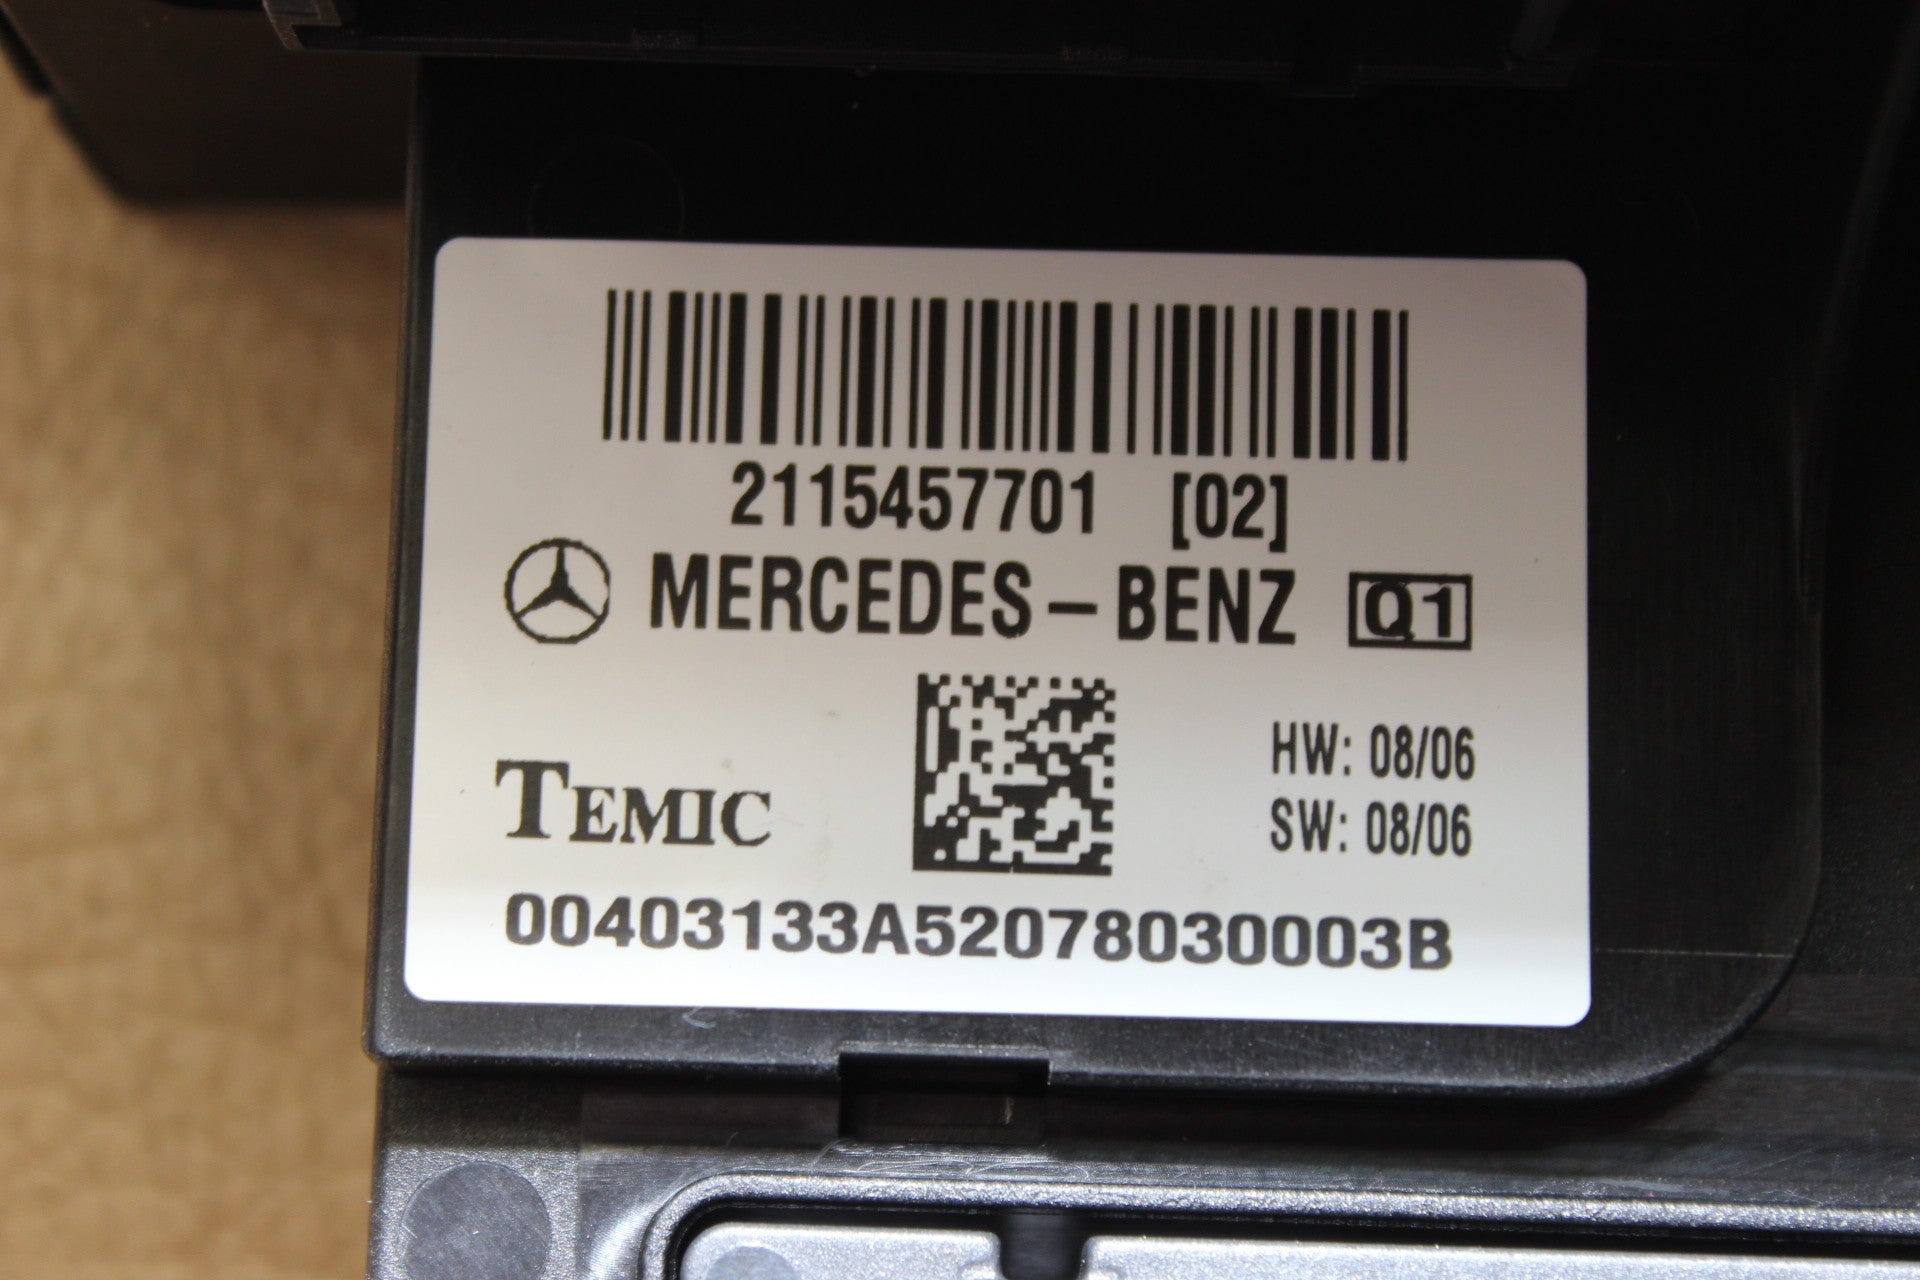 2115457701 [02]
MERCEDES-BENZ Q1
HW: 08/06
TEMIC
SW: 08/06
00403133A52078030003B